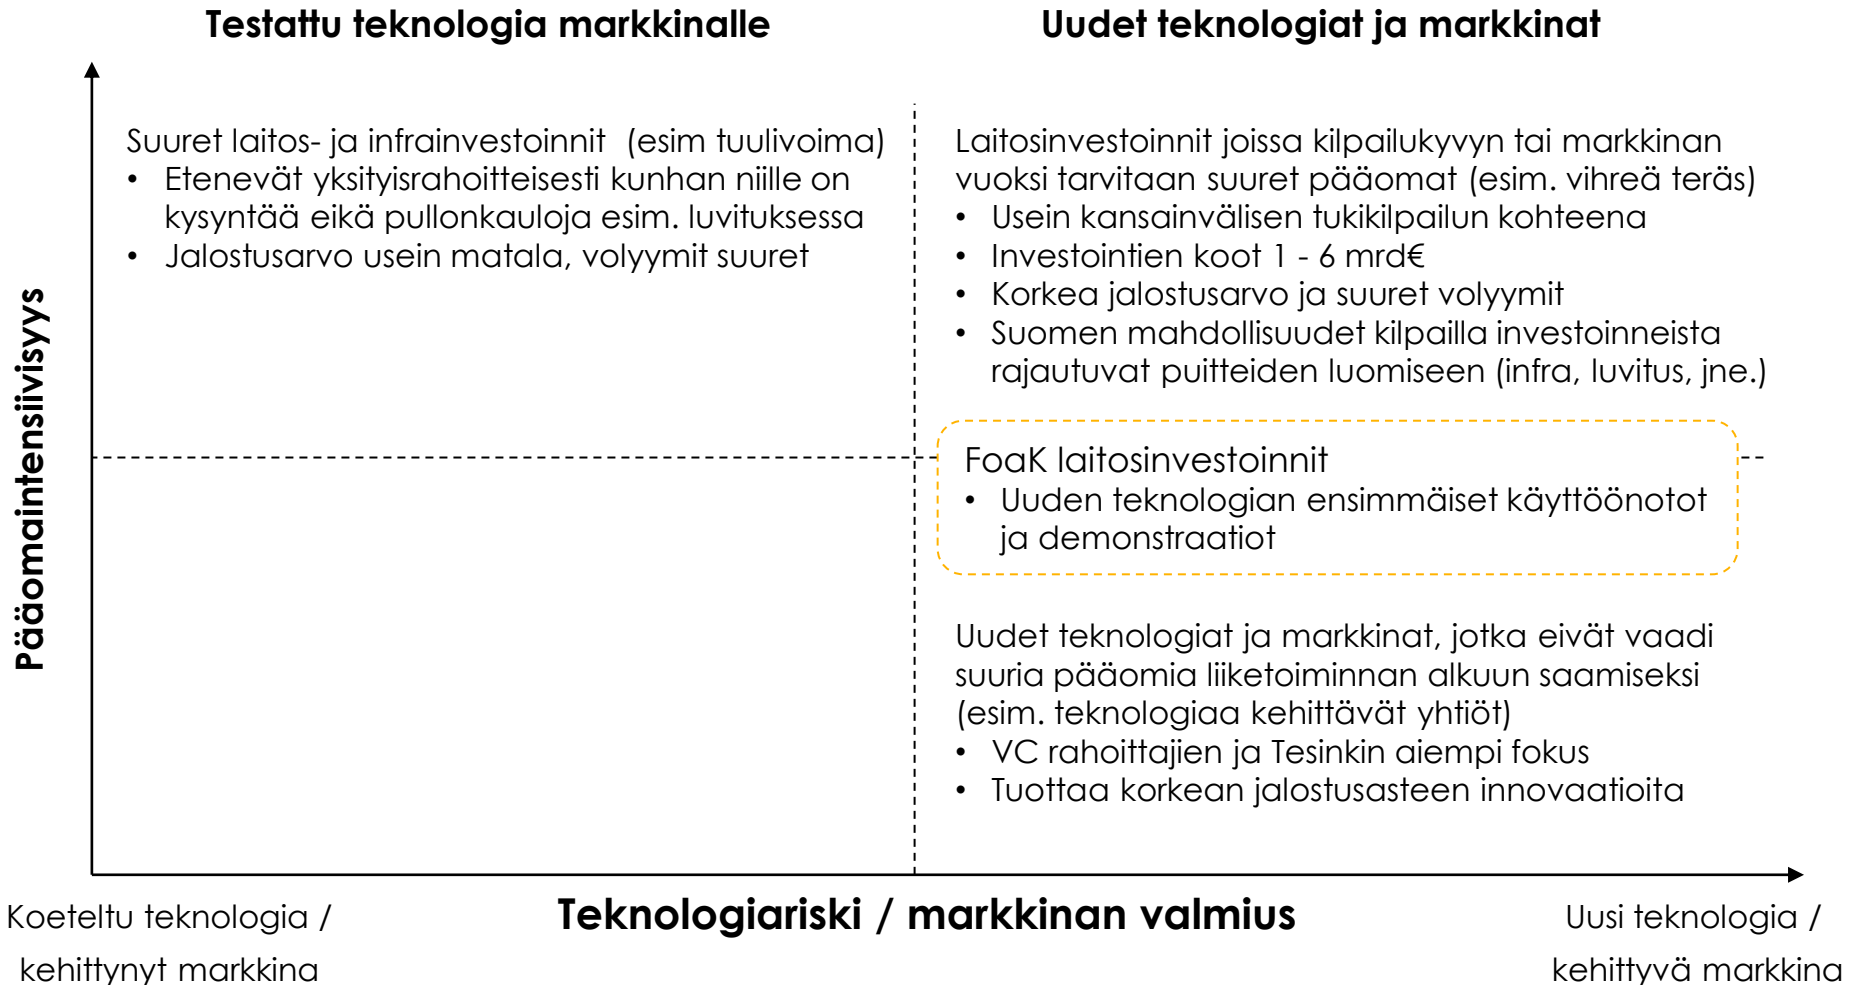 Testattu teknologia markkinalle
Uudet teknologiat ja markkinat
Pääomaintensiivisyys
Suuret laitos- ja infrainvestoinnit (esim tuulivoima)
• Etenevät yksityisrahoitteisesti kunhan niille on
kysyntää eikä pullonkauloja esim. luvituksessa
• Jalostusarvo usein matala, volyymit suuret
Laitosinvestoinnit joissa kilpailukyvyn tai markkinan
vuoksi tarvitaan suuret pääomat (esim. vihreä teräs)
• Usein kansainvälisen tukikilpailun kohteena
• Investointien koot 1 - 6 mrd€
• Korkea jalostusarvo ja suuret volyymit
• Suomen mahdollisuudet kilpailla investoinneista
rajautuvat puitteiden luomiseen (infra, luvitus, jne.)
FoaK laitosinvestoinnit
• Uuden teknologian ensimmäiset käyttöönotot
ja demonstraatiot
Uudet teknologiat ja markkinat, jotka eivät vaadi
suuria pääomia liiketoiminnan alkuun saamiseksi
(esim. teknologiaa kehittävät yhtiöt)
• VC rahoittajien ja Tesinkin aiempi fokus
• Tuottaa korkean jalostusasteen innovaatioita
Koeteltu teknologia /
kehittynyt markkina
Teknologiariski / markkinan valmius
Uusi teknologia /
kehittyvä markkina